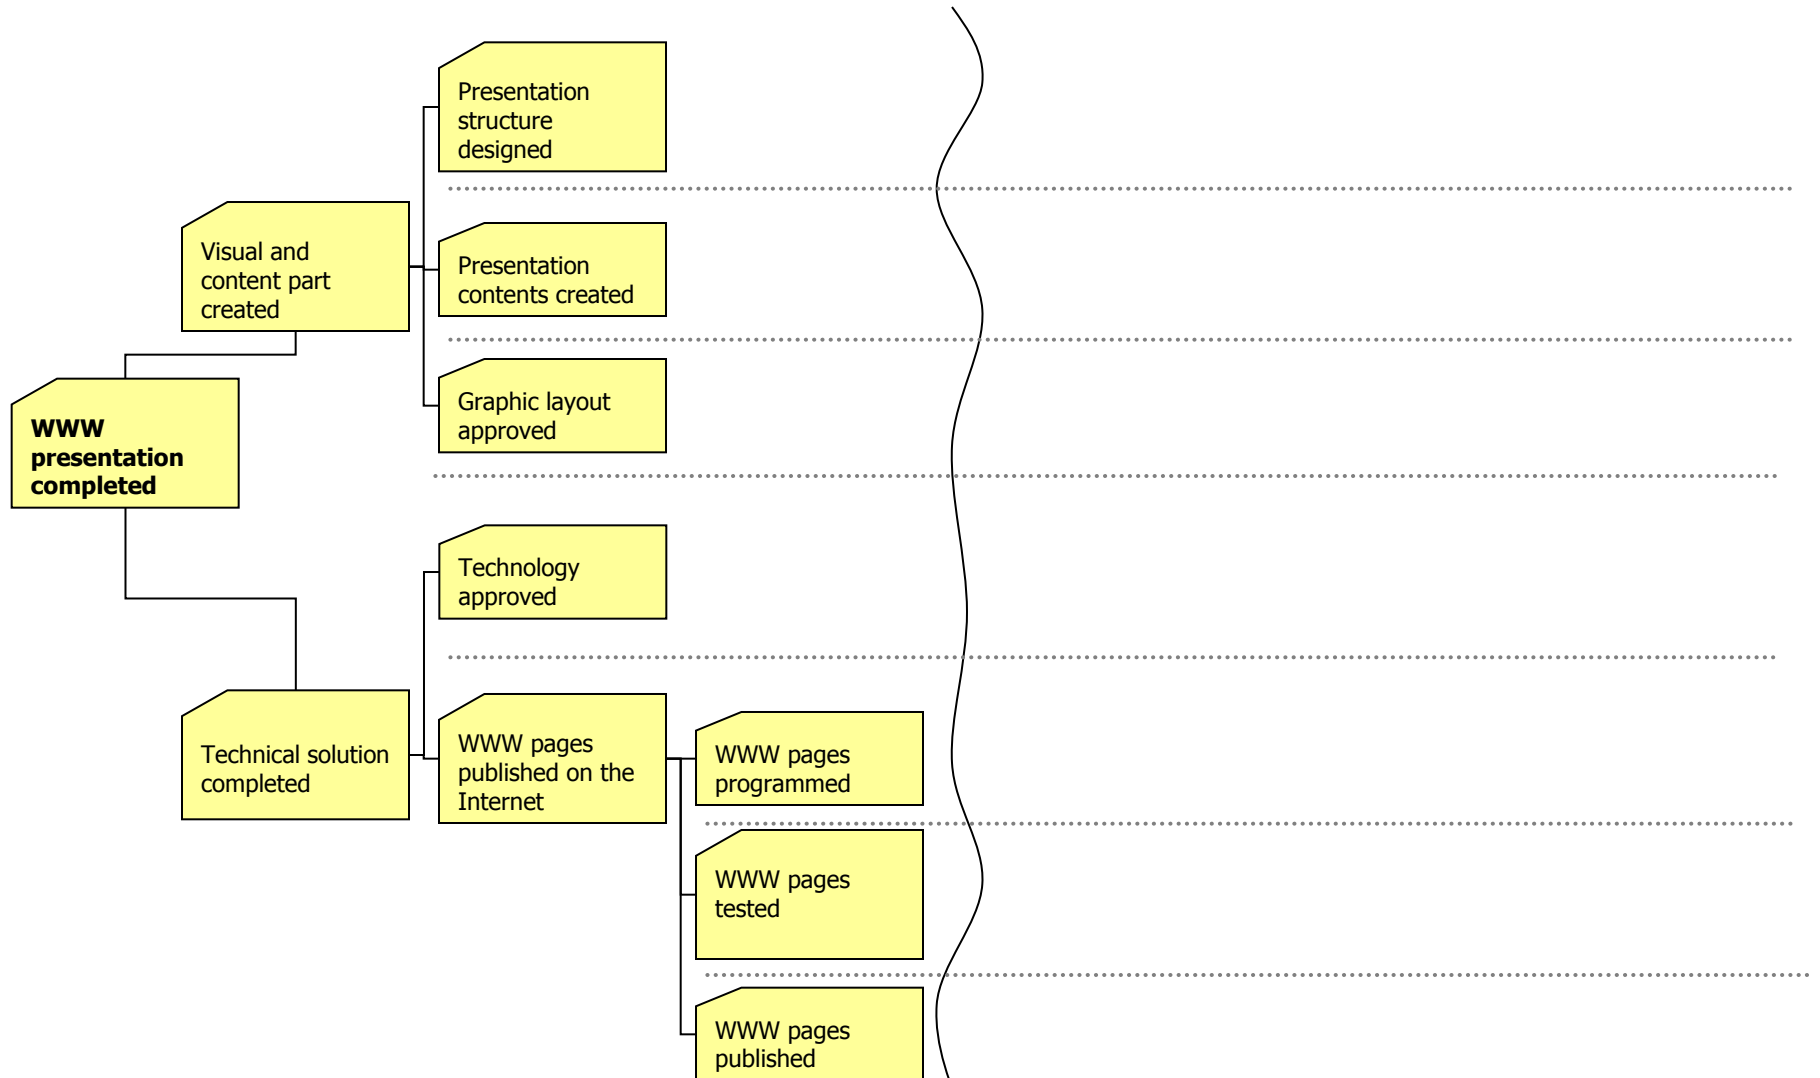 Presentation
structure
designed
Visual and
content part
created
Presentation
contents created
Graphic layout
approved
WWW
presentation
completed
Technology
approved
Technical solution
completed
WWW pages
published on the
Internet
WWW pages
programmed
WWW pages
tested
WWW pages
published